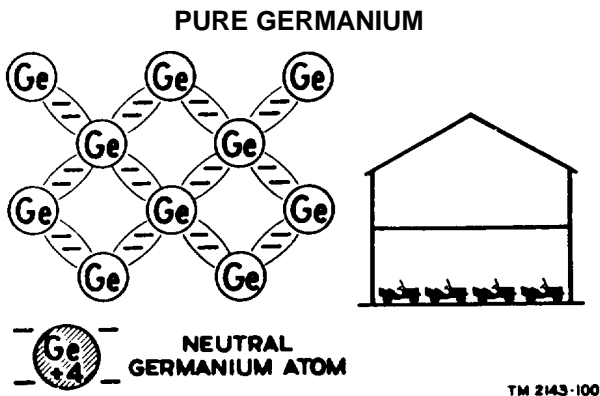 PURE GERMANIUM
Ge Ge Ge
Ge Ge
Ge Ge Ge
Ge Ge
Ge
+4
NEUTRAL
GERMANIUM ATOM
TM 2143-100